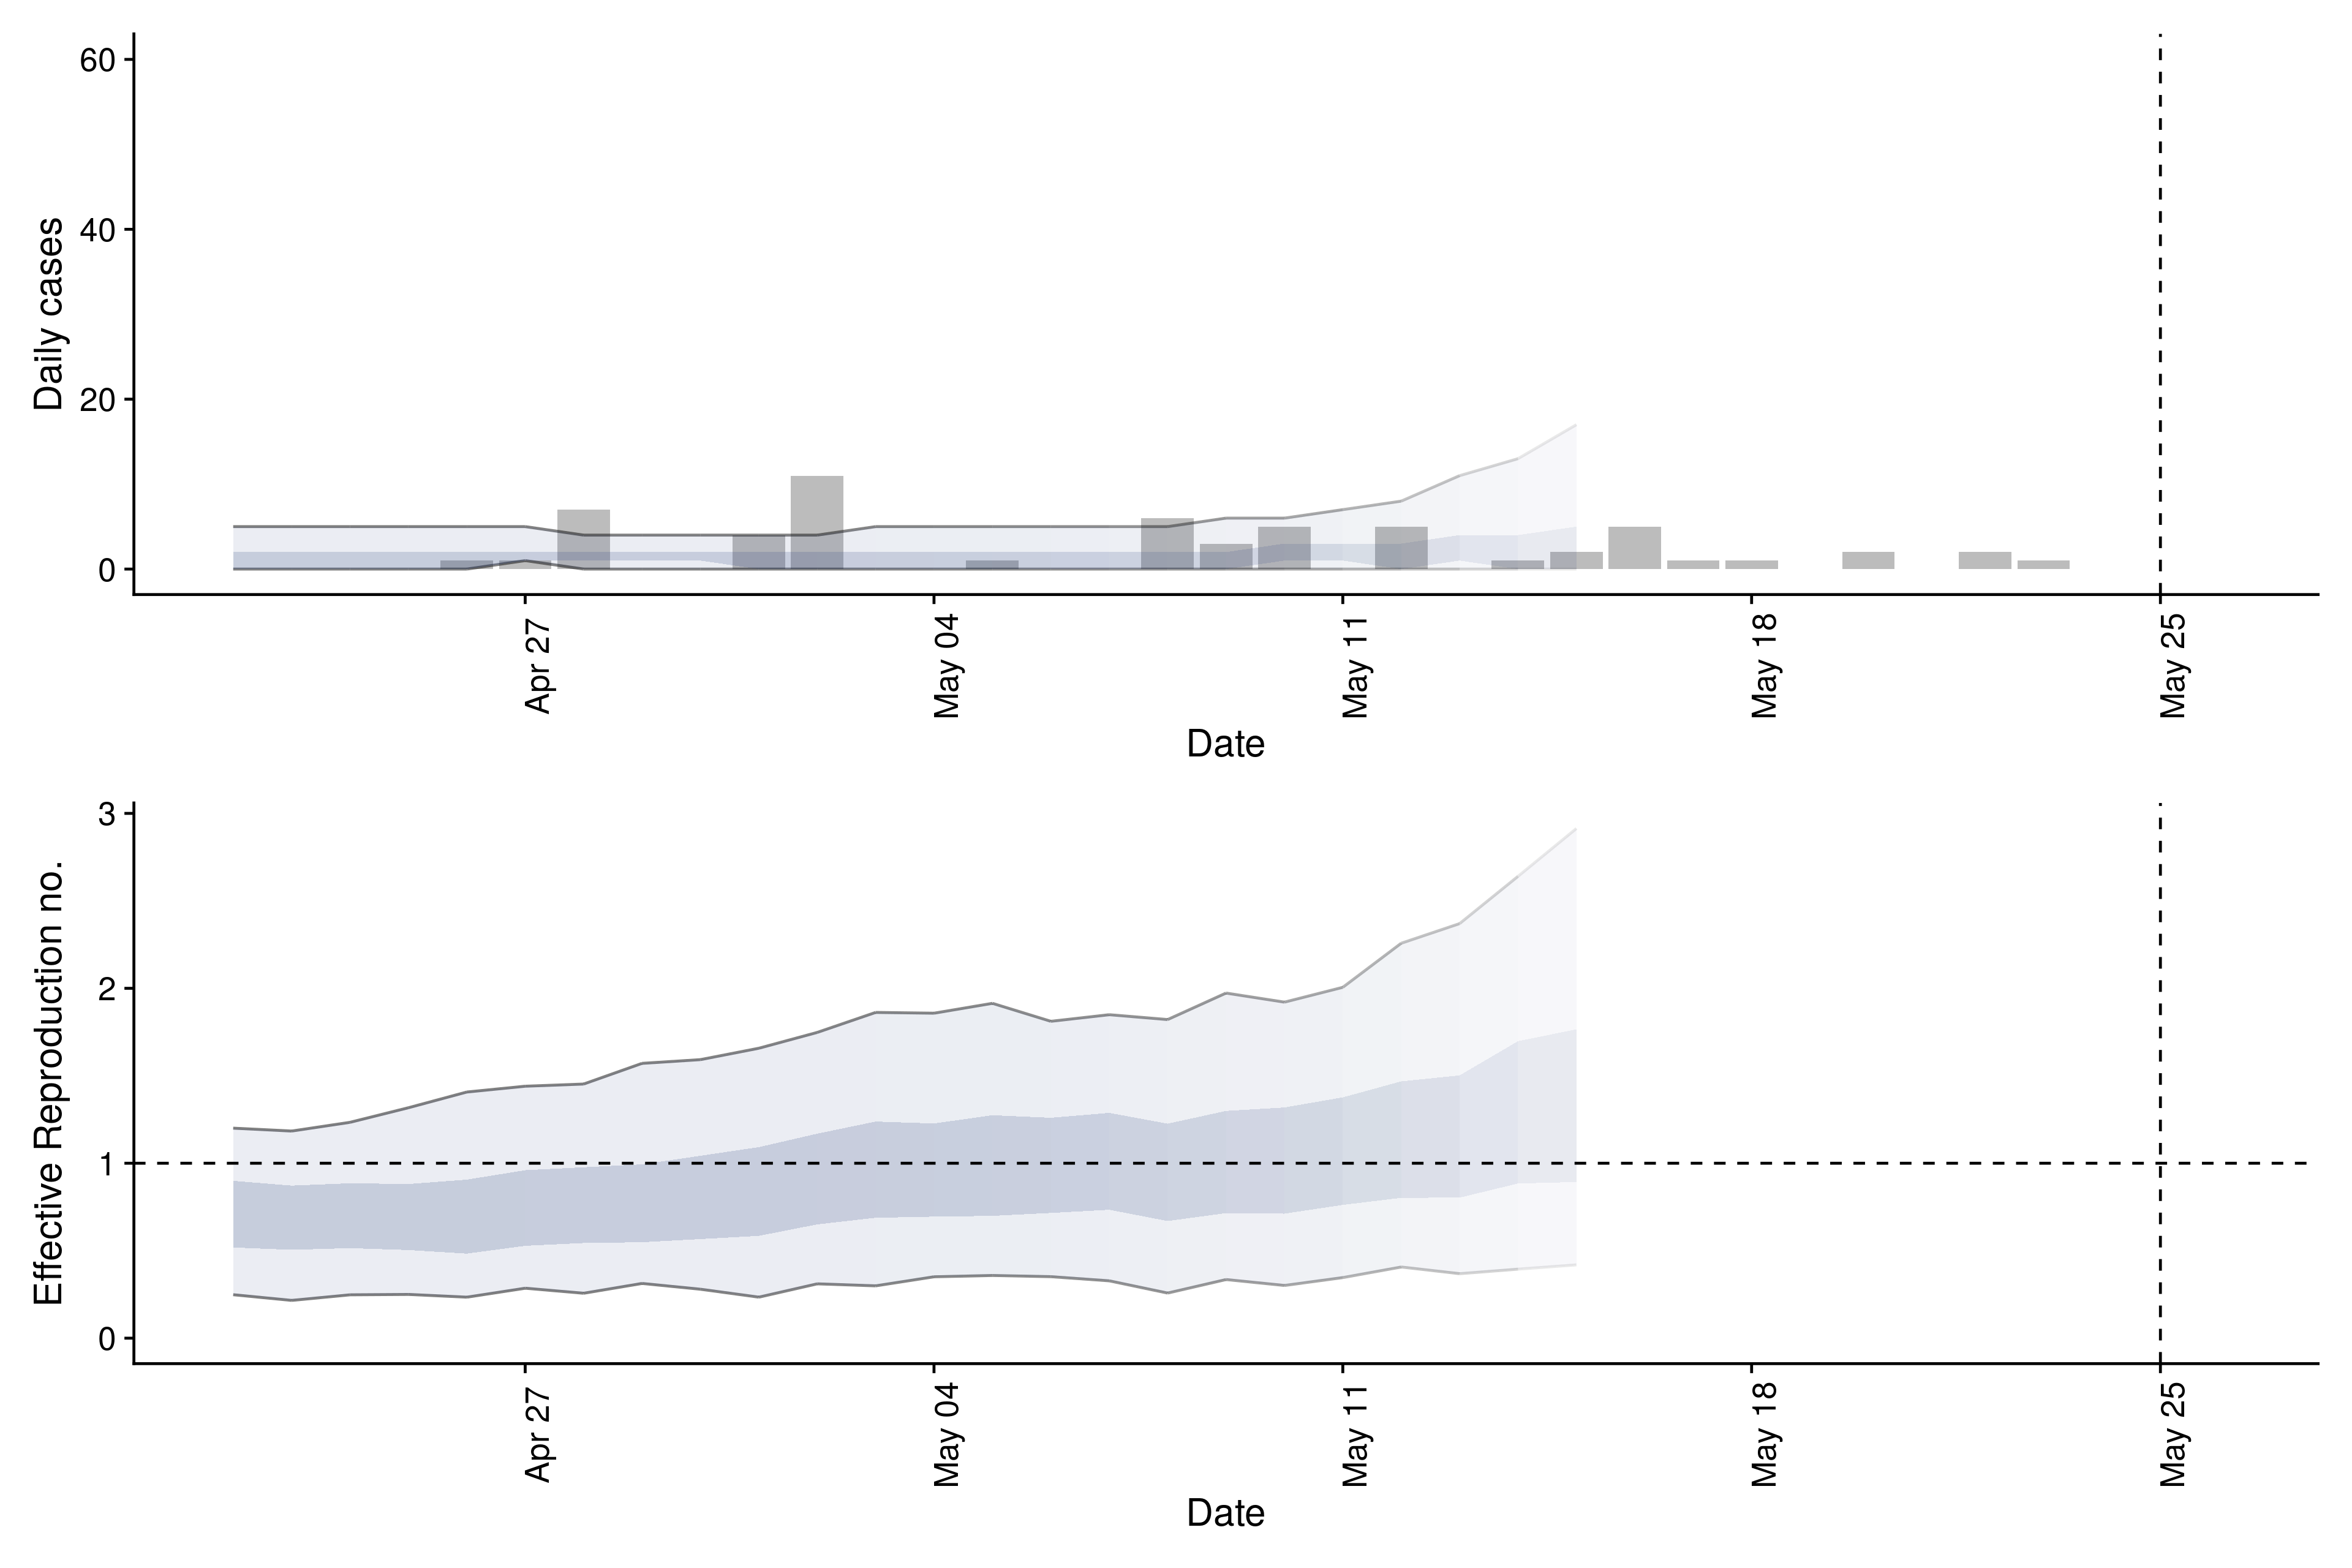 Daily cases
60
40
20
0
Apr 27
May 04
May 11
May 18
May 25
Date
Effective Reproduction no.
3
2
1
0
Apr 27
May 04
May 11
May 18
May 25
Date